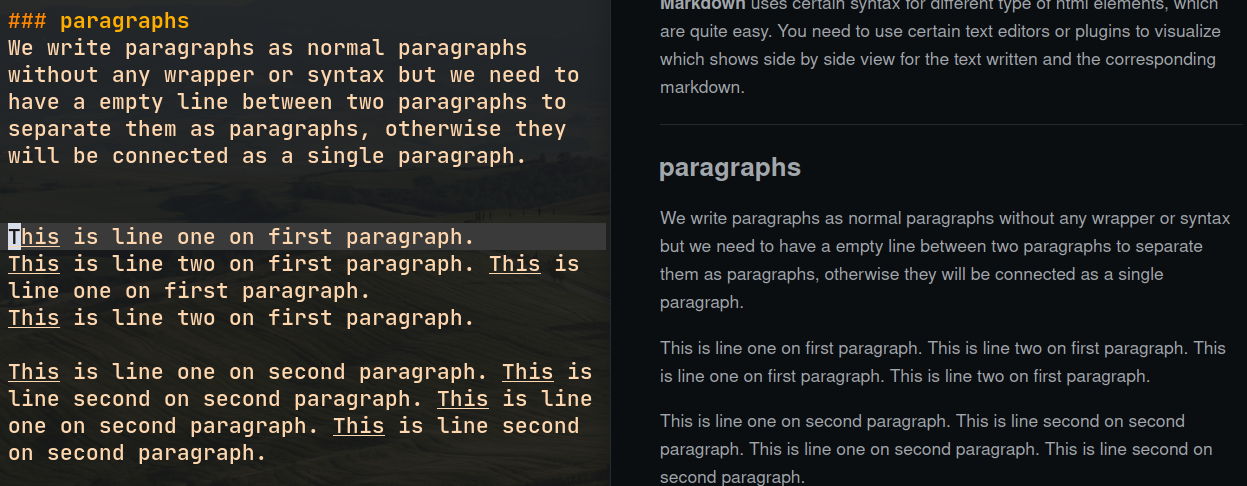 ### paragraphs
We write paragraphs as normal paragraphs
without any wrapper or syntax but we need to
have a empty line between two paragraphs to
separate them as paragraphs, otherwise they
will be connected as a single paragraph.
This is line one on first paragraph.
This is line two on first paragraph. This is
line one on first paragraph.
This is line two on first paragraph.
This is line one on second paragraph. This is
line second on second paragraph. This is line
one on second paragraph. This is line second
on second paragraph.
Markdown uses certain syntax for different type of html elements, which
are quite easy. You need to use certain text editors or plugins to visualize
which shows side by side view for the text written and the corresponding
markdown.
paragraphs
We write paragraphs as normal paragraphs without any wrapper or syntax
but we need to have a empty line between two paragraphs to separate
them as paragraphs, otherwise they will be connected as a single
paragraph.
This is line one on first paragraph. This is line two on first paragraph. This
is line one on first paragraph. This is line two on first paragraph.
This is line one on second paragraph. This is line second on second
paragraph. This is line one on second paragraph. This is line second on
second paragraph.